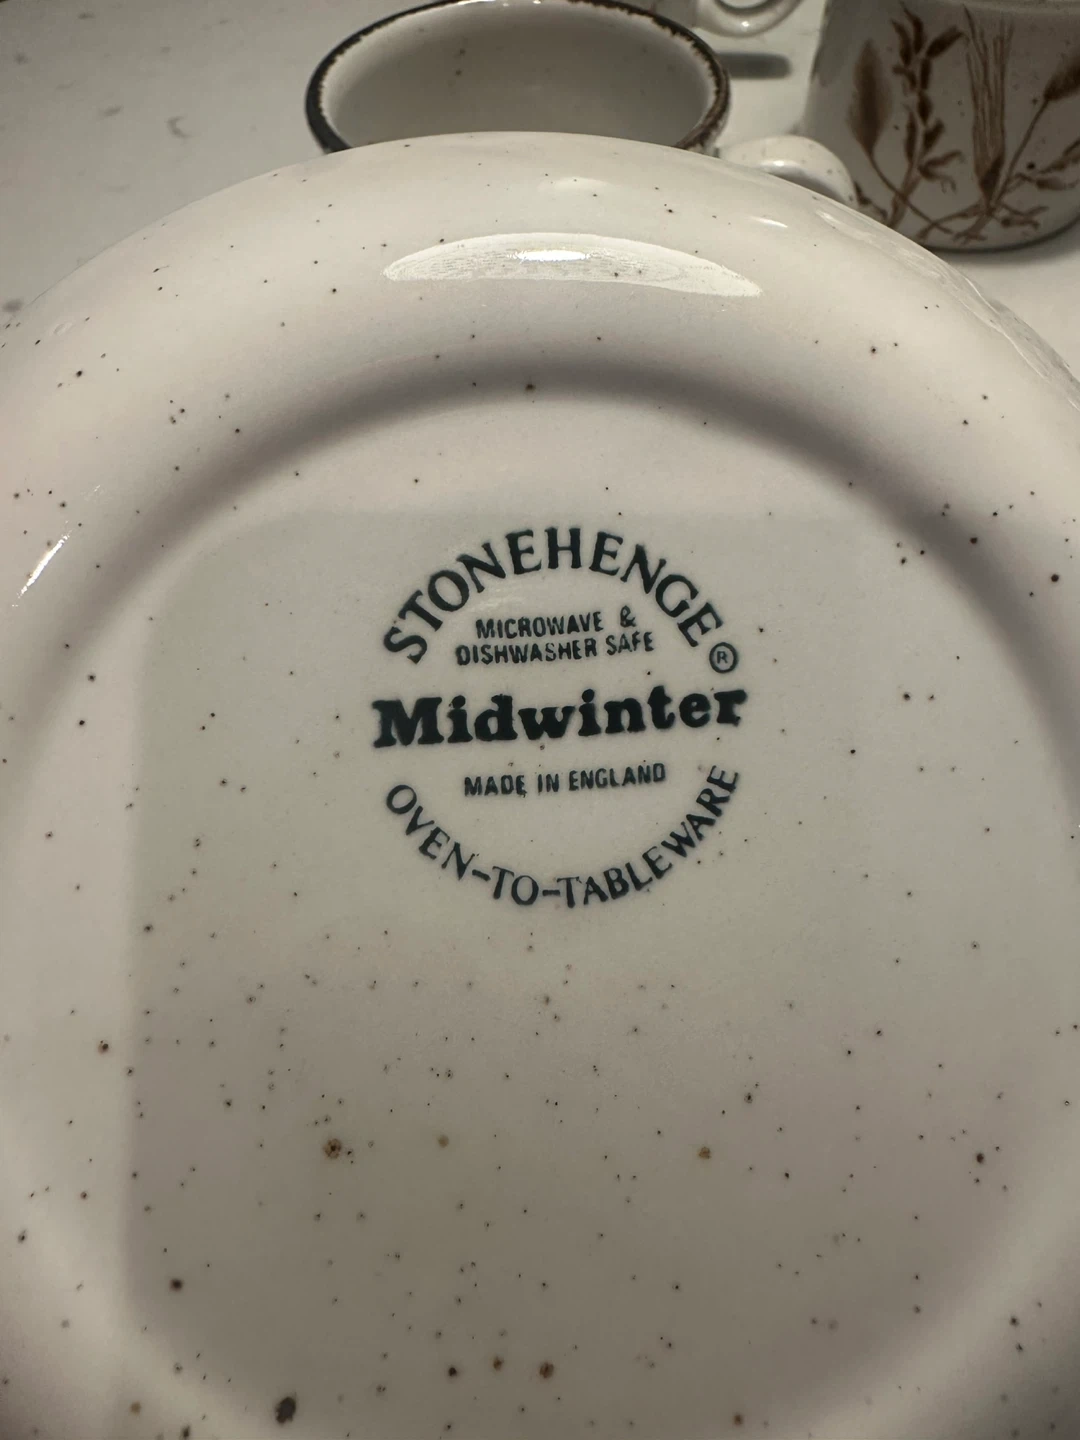 STONEHENGE ®
MICROWAVE &
DISHWASHER SAFE
Midwinter
MADE IN ENGLAND
OVEN-TO-TABLEWARE